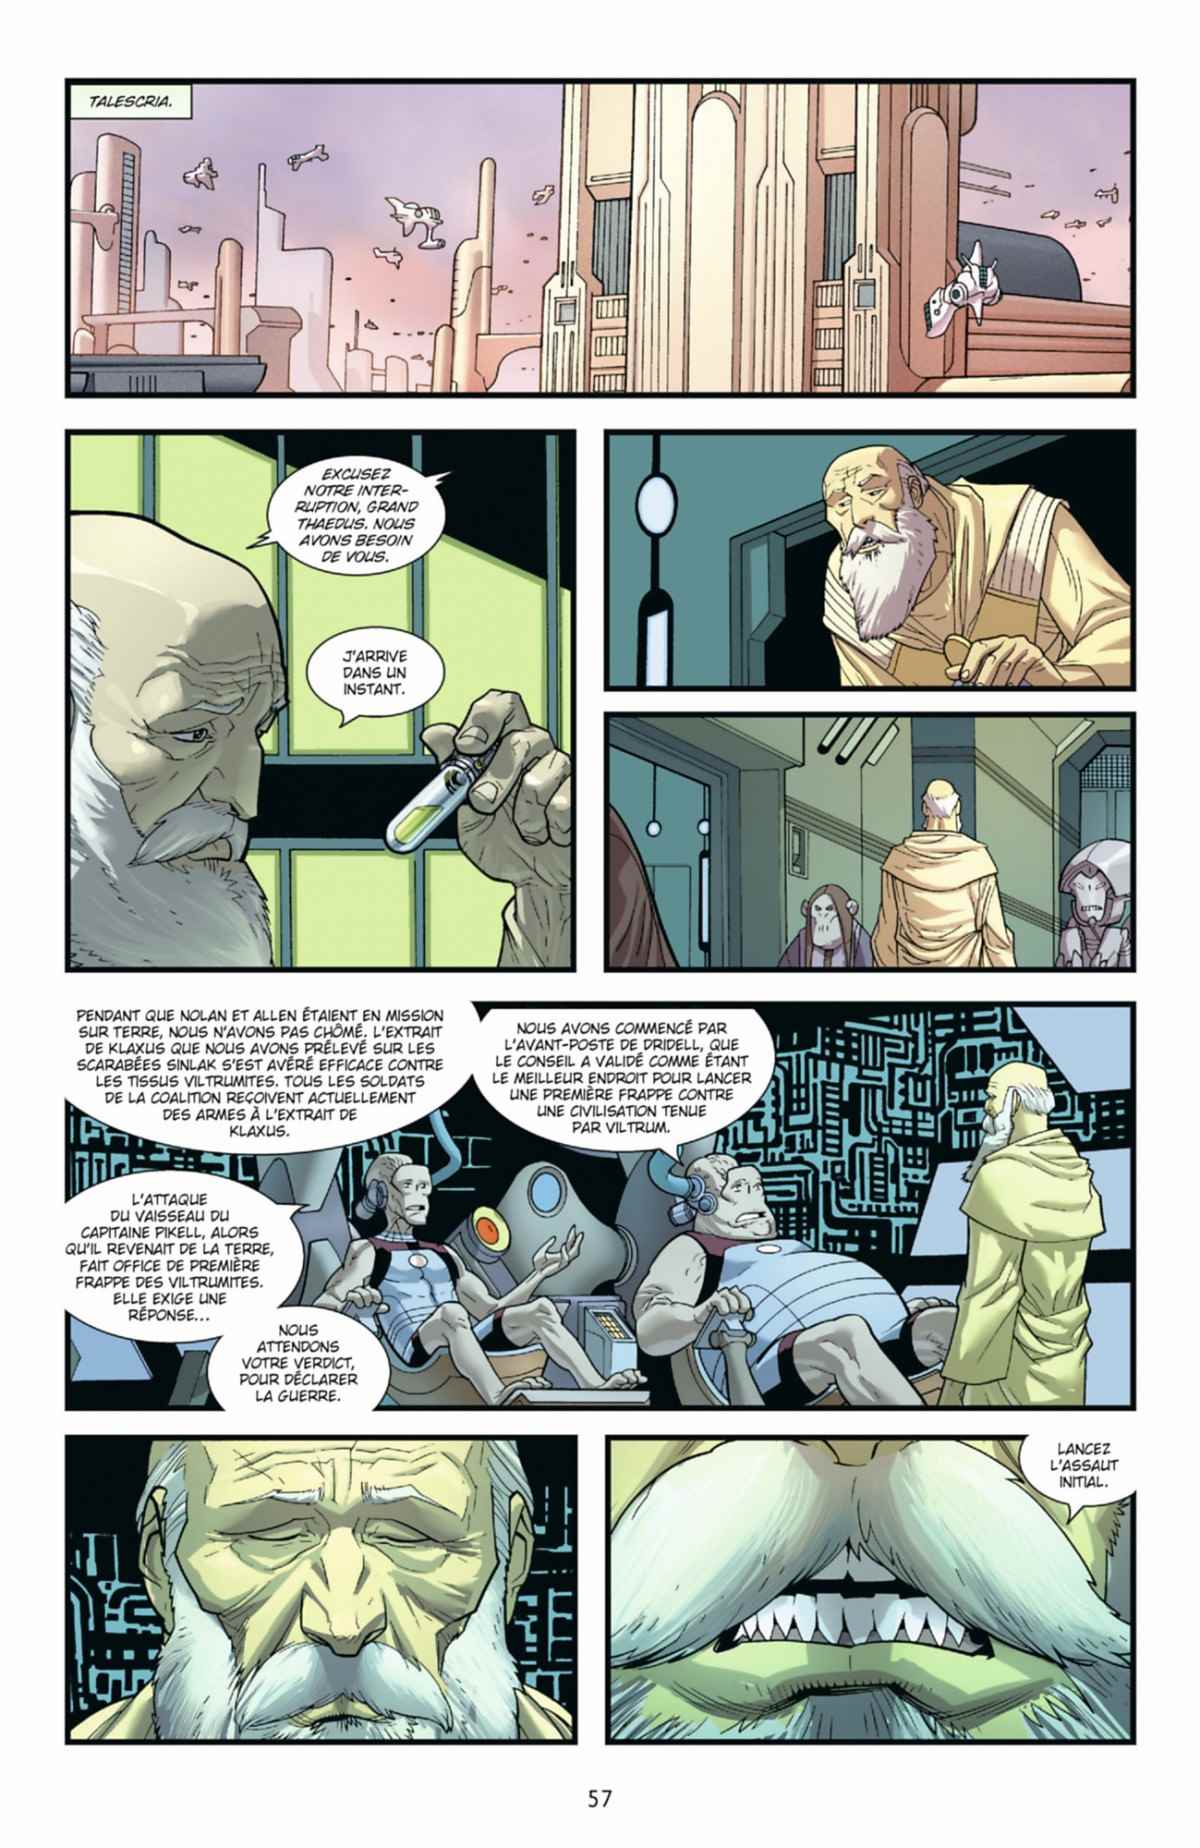 TALESCRIA.
EXCUSEZ
NOTRE INTER-
RUPTION, GRAND
THAEDUS. NOUS
AVONS BESOIN
DE VOUS.
J'ARRIVE
DANS UN
INSTANT.
PENDANT QUE NOLAN ET ALLEN ÉTAIENT EN MISSION
SUR TERRE, NOUS N'AVONS PAS CHÔMÉ. L'EXTRAIT
DE KLAXUS QUE NOUS AVONS PRÉLEVÉ SUR LES
SCARABÉES SINLAK S'EST AVÉRÉ EFFICACE CONTRE
LES TISSUS VILTRUMITES. TOUS LES SOLDATS
DE LA COALITION REÇOIVENT ACTUELLEMENT
DES ARMES À L'EXTRAIT DE
KLAXUS.
NOUS AVONS COMMENCÉ PAR
L'AVANT-POSTE DE DRIDELL, QUE
LE CONSEIL A VALIDÉ COMME ÉTANT
LE MEILLEUR ENDROIT POUR LANCER
UNE PREMIÈRE FRAPPE CONTRE
UNE CIVILISATION TENUE
PAR VILTRUM.
L'ATTAQUE
DU VAISSEAU DU
CAPITAINE PIKELL, ALORS
QU'IL REVENAIT DE LA TERRE,
FAIT OFFICE DE PREMIÈRE
FRAPPE DES VILTRUMITES.
ELLE EXIGE UNE
RÉPONSE...
NOUS
ATTENDONS
VOTRE VERDICT,
POUR DÉCLARER
LA GUERRE.
LANCEZ
L'ASSAUT
INITIAL.
57